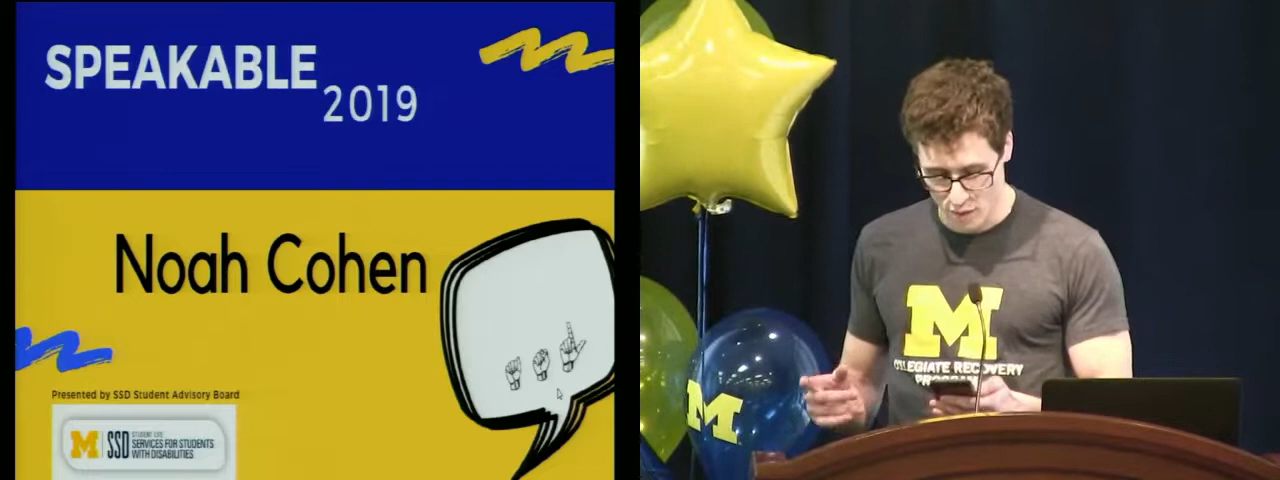 SPEAKABLE
2019
Noah Cohen
Presented by SSD Student Advisory Board
M SSD STUDENT LIFE
SERVICES FOR STUDENTS
WITH DISABILITIES
M
M
COLLEGIATE RECOVERY
PROGRAM